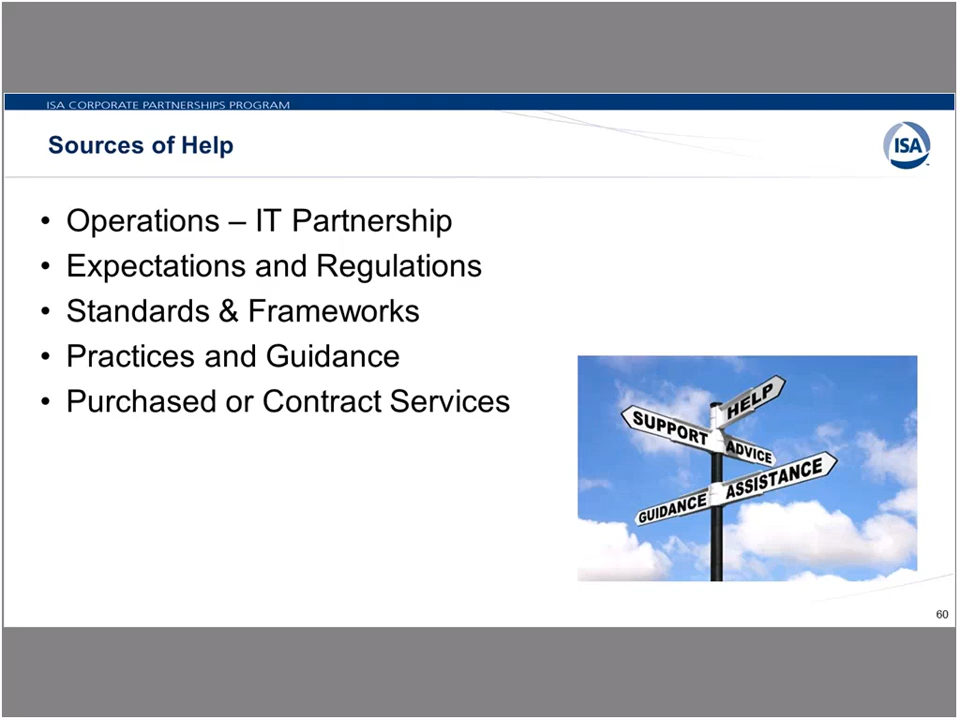 ISA CORPORATE PARTNERSHIPS PROGRAM
Sources of Help
ISA
• Operations – IT Partnership
• Expectations and Regulations
• Standards & Frameworks
• Practices and Guidance
• Purchased or Contract Services
HELP
SUPPORT
ADVICE
ASSISTANCE
GUIDANCE
60